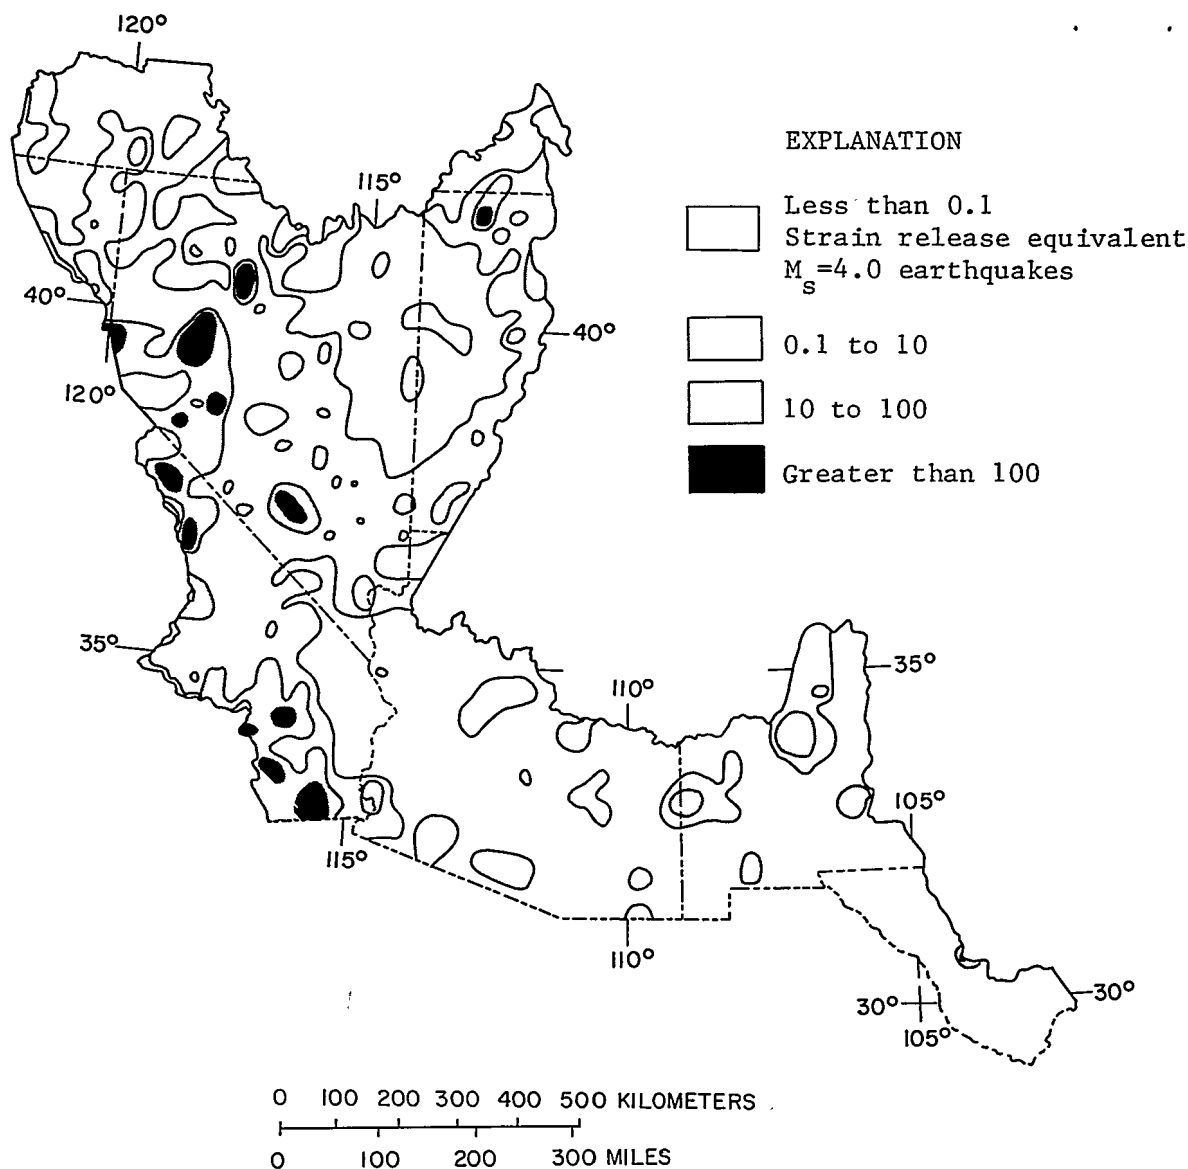 120°
EXPLANATION
115°
Less than 0.1
Strain release equivalent
Ms=4.0 earthquakes
40°
40°
0.1 to 10
120°
10 to 100
Greater than 100
35°
35°
110°
105°
115°
110°
30°
30°
105°
0 100 200 300 400 500 KILOMETERS
0 100 200 300 MILES